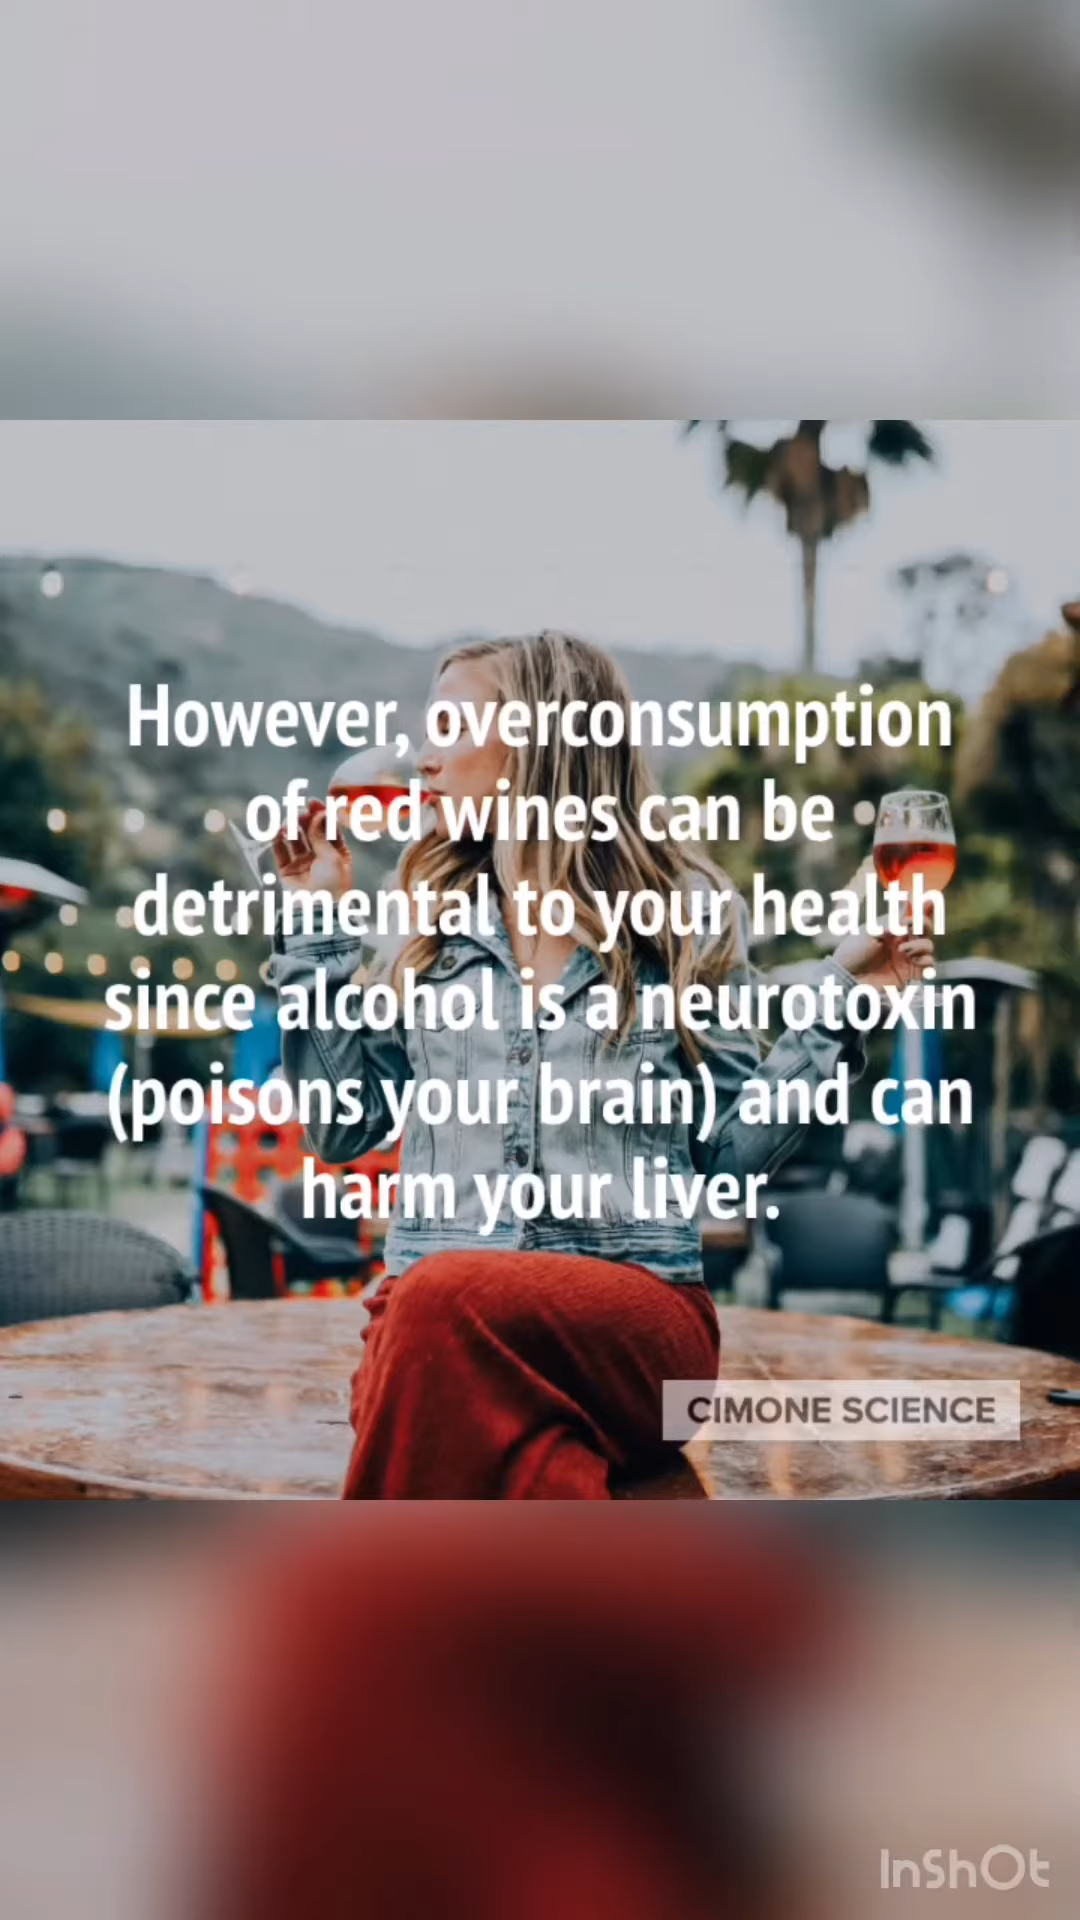 However, overconsumption
of red wines can be
detrimental to your health
since alcohol is a neurotoxin
(poisons your brain) and can
harm your liver.
CIMONE SCIENCE
InShOt